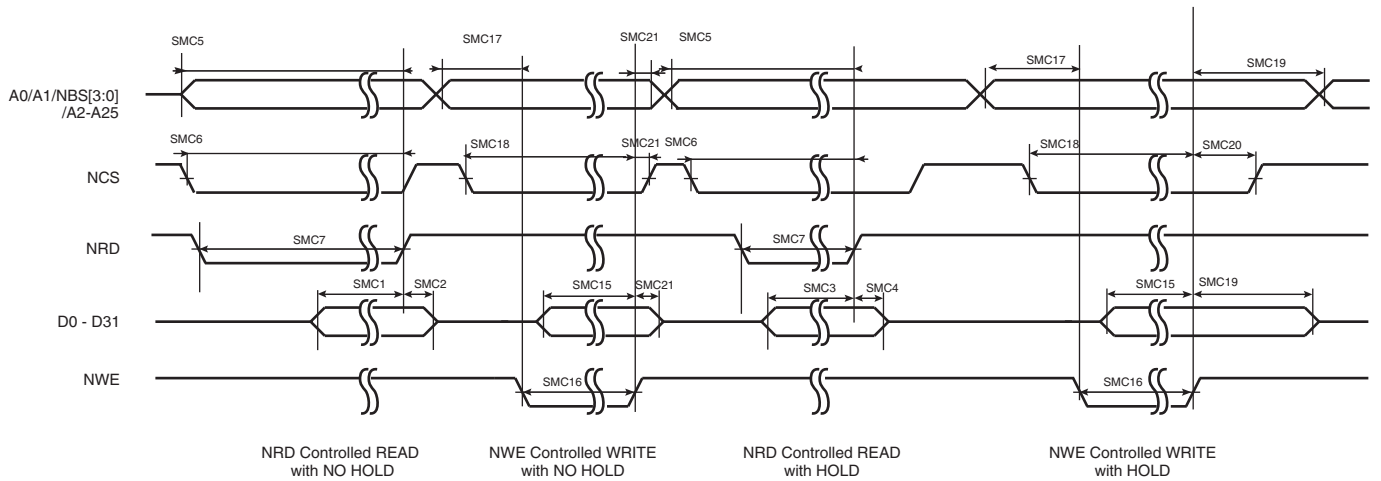 SMC5 SMC17 SMC21 SMC5 SMC17 SMC19
A0/A1/NBS[3:0]
/A2-A25
SMC6 SMC18 SMC21 SMC6 SMC18 SMC20
NCS
SMC7 SMC7
NRD
SMC1 SMC2 SMC15 SMC21 SMC3 SMC4 SMC15 SMC19
D0 - D31
NWE
SMC16 SMC16
NRD Controlled READ
with NO HOLD
NWE Controlled WRITE
with NO HOLD
NRD Controlled READ
with HOLD
NWE Controlled WRITE
with HOLD